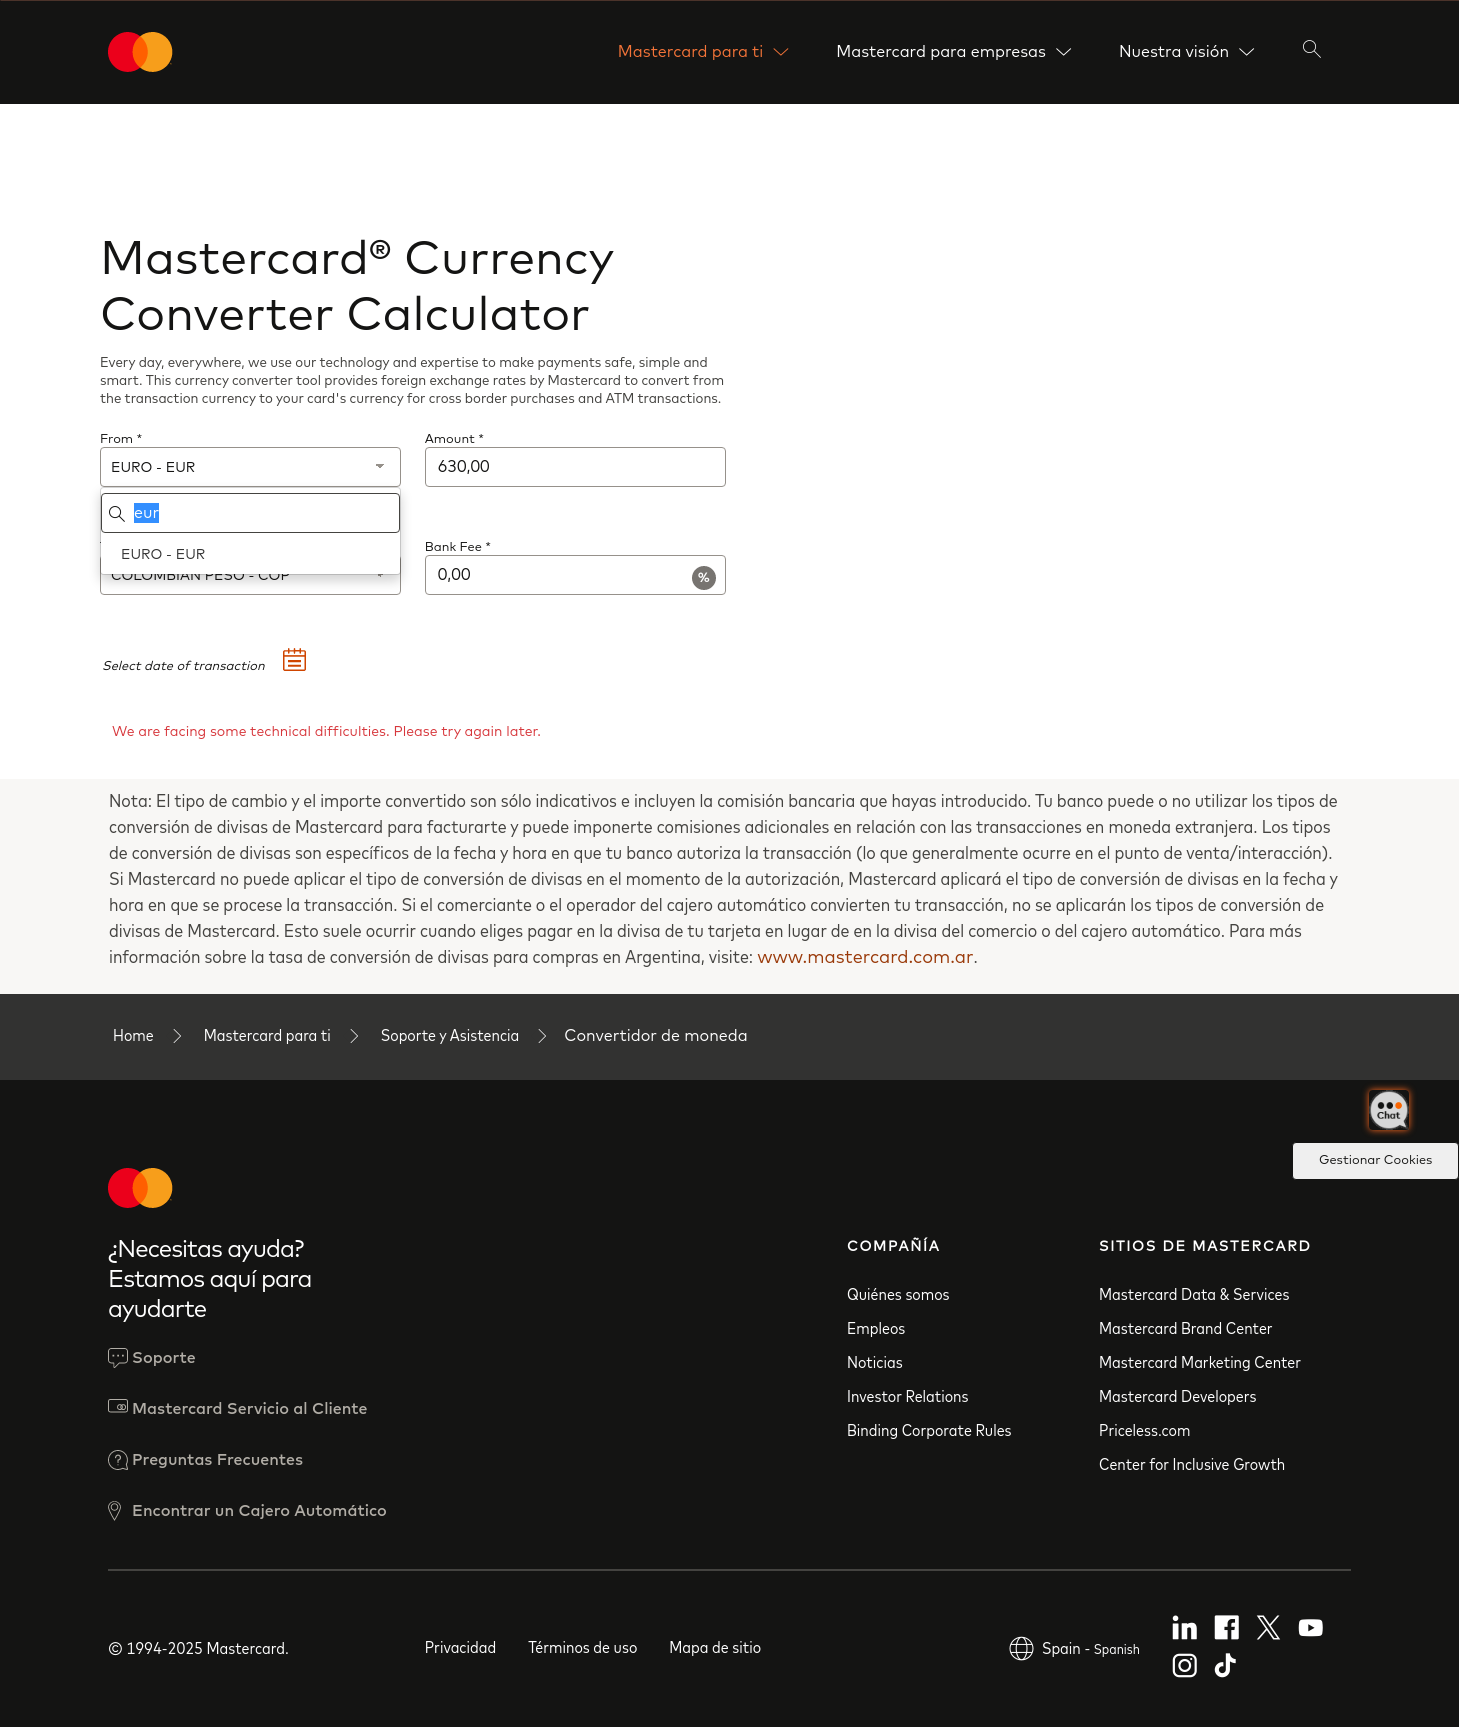 Mastercard para ti
Mastercard para empresas
Nuestra visión
Mastercard® Currency
Converter Calculator
Every day, everywhere, we use our technology and expertise to make payments safe, simple and
smart. This currency converter tool provides foreign exchange rates by Mastercard to convert from
the transaction currency to your card's currency for cross border purchases and ATM transactions.
From *
Amount *
EURO - EUR
630,00
eur
EURO - EUR
Bank Fee *
COLOMBIAN PESO - COP
0,00
%
Select date of transaction
We are facing some technical difficulties. Please try again later.
Nota: El tipo de cambio y el importe convertido son sólo indicativos e incluyen la comisión bancaria que hayas introducido. Tu banco puede o no utilizar los tipos de
conversión de divisas de Mastercard para facturarte y puede imponerte comisiones adicionales en relación con las transacciones en moneda extranjera. Los tipos
de conversión de divisas son específicos de la fecha y hora en que tu banco autoriza la transacción (lo que generalmente ocurre en el punto de venta/interacción).
Si Mastercard no puede aplicar el tipo de conversión de divisas en el momento de la autorización, Mastercard aplicará el tipo de conversión de divisas en la fecha y
hora en que se procese la transacción. Si el comerciante o el operador del cajero automático convierten tu transacción, no se aplicarán los tipos de conversión de
divisas de Mastercard. Esto suele ocurrir cuando eliges pagar en la divisa de tu tarjeta en lugar de en la divisa del comercio o del cajero automático. Para más
información sobre la tasa de conversión de divisas para compras en Argentina, visite: www.mastercard.com.ar.
Home
Mastercard para ti
Soporte y Asistencia
Convertidor de moneda
Chat
Gestionar Cookies
¿Necesitas ayuda?
Estamos aquí para
ayudarte
Soporte
Mastercard Servicio al Cliente
Preguntas Frecuentes
Encontrar un Cajero Automático
COMPAÑÍA
Quiénes somos
Empleos
Noticias
Investor Relations
Binding Corporate Rules
SITIOS DE MASTERCARD
Mastercard Data & Services
Mastercard Brand Center
Mastercard Marketing Center
Mastercard Developers
Priceless.com
Center for Inclusive Growth
© 1994-2025 Mastercard.
Privacidad
Términos de uso
Mapa de sitio
Spain - Spanish